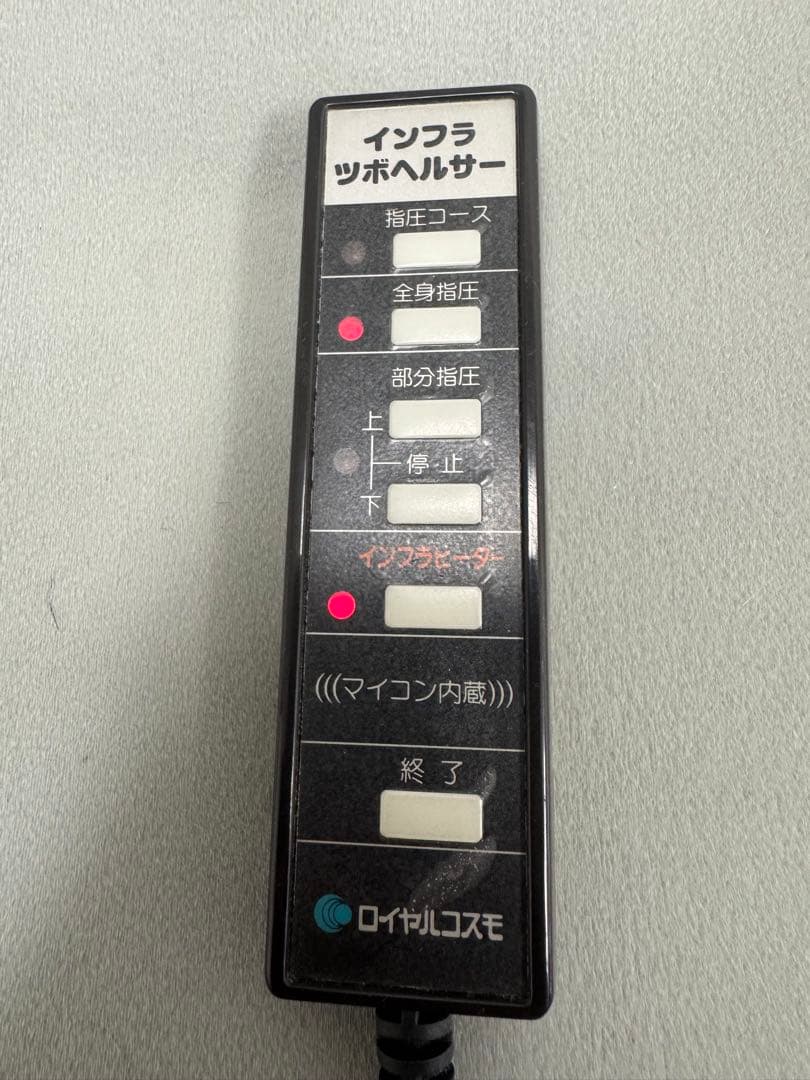 インフラ
ツボヘルサー
指圧コース
全身指圧
部分指圧
上
停止
下
インフラヒーター
(((マイコン内蔵)))
終了
ロイヤルコスモ